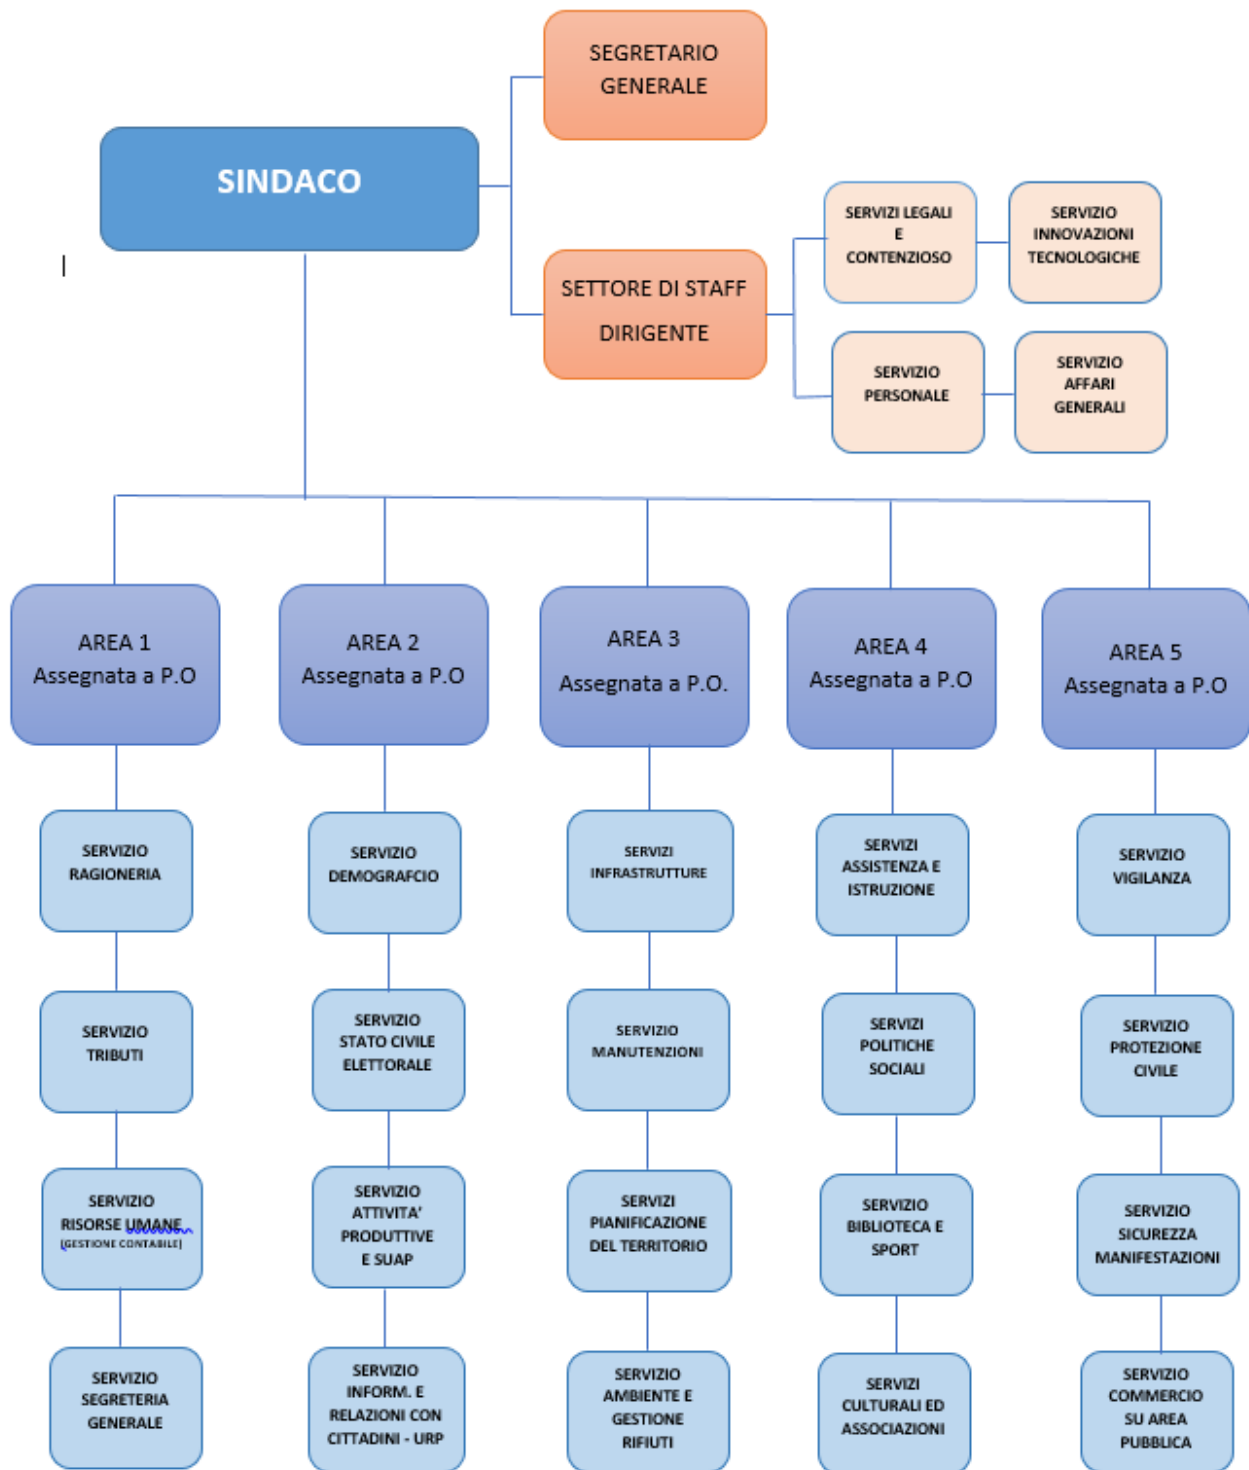 SEGRETARIO
GENERALE
SINDACO
SERVIZI LEGALI
E
CONTENZIOSO
SERVIZIO
INNOVAZIONI
TECNOLOGICHE
SETTORE DI STAFF
DIRIGENTE
SERVIZIO
PERSONALE
SERVIZIO
AFFARI
GENERALI
AREA 1
Assegnata a P.O
AREA 2
Assegnata a P.O
AREA 3
Assegnata a P.O.
AREA 4
Assegnata a P.O
AREA 5
Assegnata a P.O
SERVIZIO
RAGIONERIA
SERVIZIO
DEMOGRAFCIO
SERVIZI
INFRASTRUTTURE
SERVIZI
ASSISTENZA E
ISTRUZIONE
SERVIZIO
VIGILANZA
SERVIZIO
TRIBUTI
SERVIZIO
STATO CIVILE
ELETTORALE
SERVIZIO
MANUTENZIONI
SERVIZI
POLITICHE
SOCIALI
SERVIZIO
PROTEZIONE
CIVILE
SERVIZIO
RISORSE UMANE
(GESTIONE CONTABILE)
SERVIZIO
ATTIVITA’
PRODUTTIVE
E SUAP
SERVIZI
PIANIFICAZIONE
DEL TERRITORIO
SERVIZIO
BIBLIOTECA E
SPORT
SERVIZIO
SICUREZZA
MANIFESTAZIONI
SERVIZIO
SEGRETERIA
GENERALE
SERVIZIO
INFORM. E
RELAZIONI CON
CITTADINI - URP
SERVIZIO
AMBIENTE E
GESTIONE
RIFIUTI
SERVIZI
CULTURALI ED
ASSOCIAZIONI
SERVIZIO
COMMERCIO
SU AREA
PUBBLICA